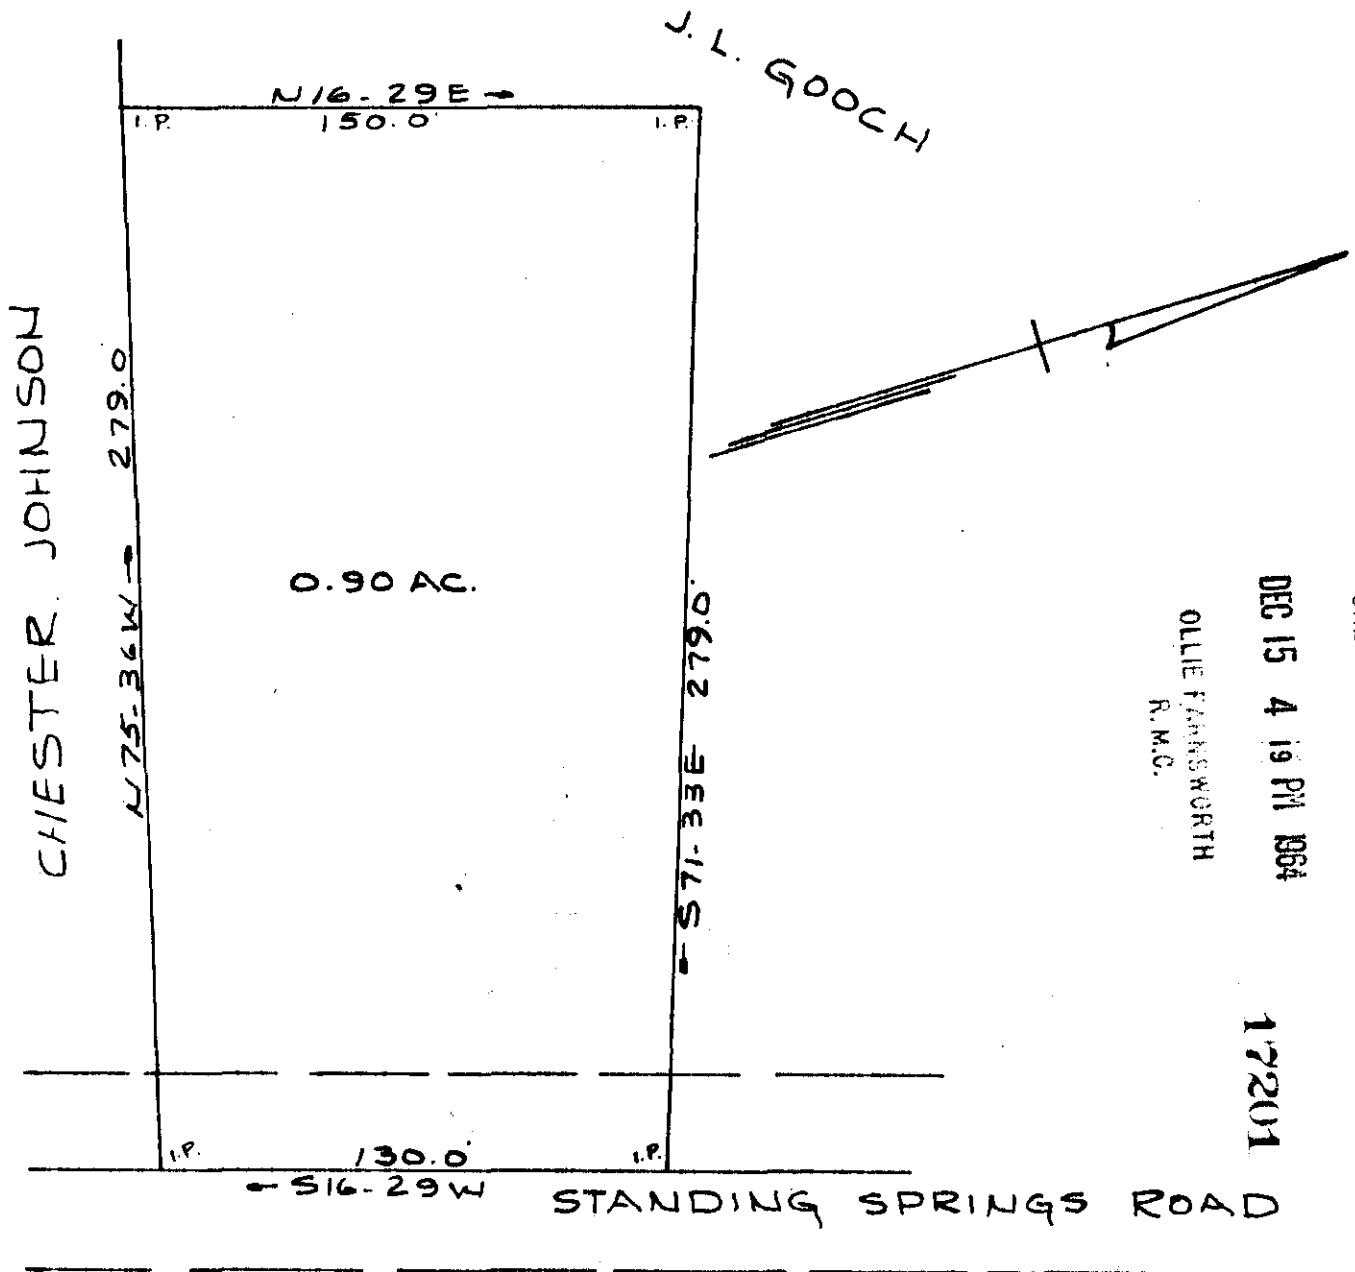 J. L. GOOCH
N16-29E →
I.P. 150.0' I.P.
CHESTER JOHNSON
N75-36W → 279.0
0.90 AC.
← S71-33E 279.0'
DEC 15 4 19 PM 1964
OLLIE FARNSWORTH
R.M.C.
17201
I.P. 130.0' I.P.
← S16-29W
STANDING SPRINGS ROAD